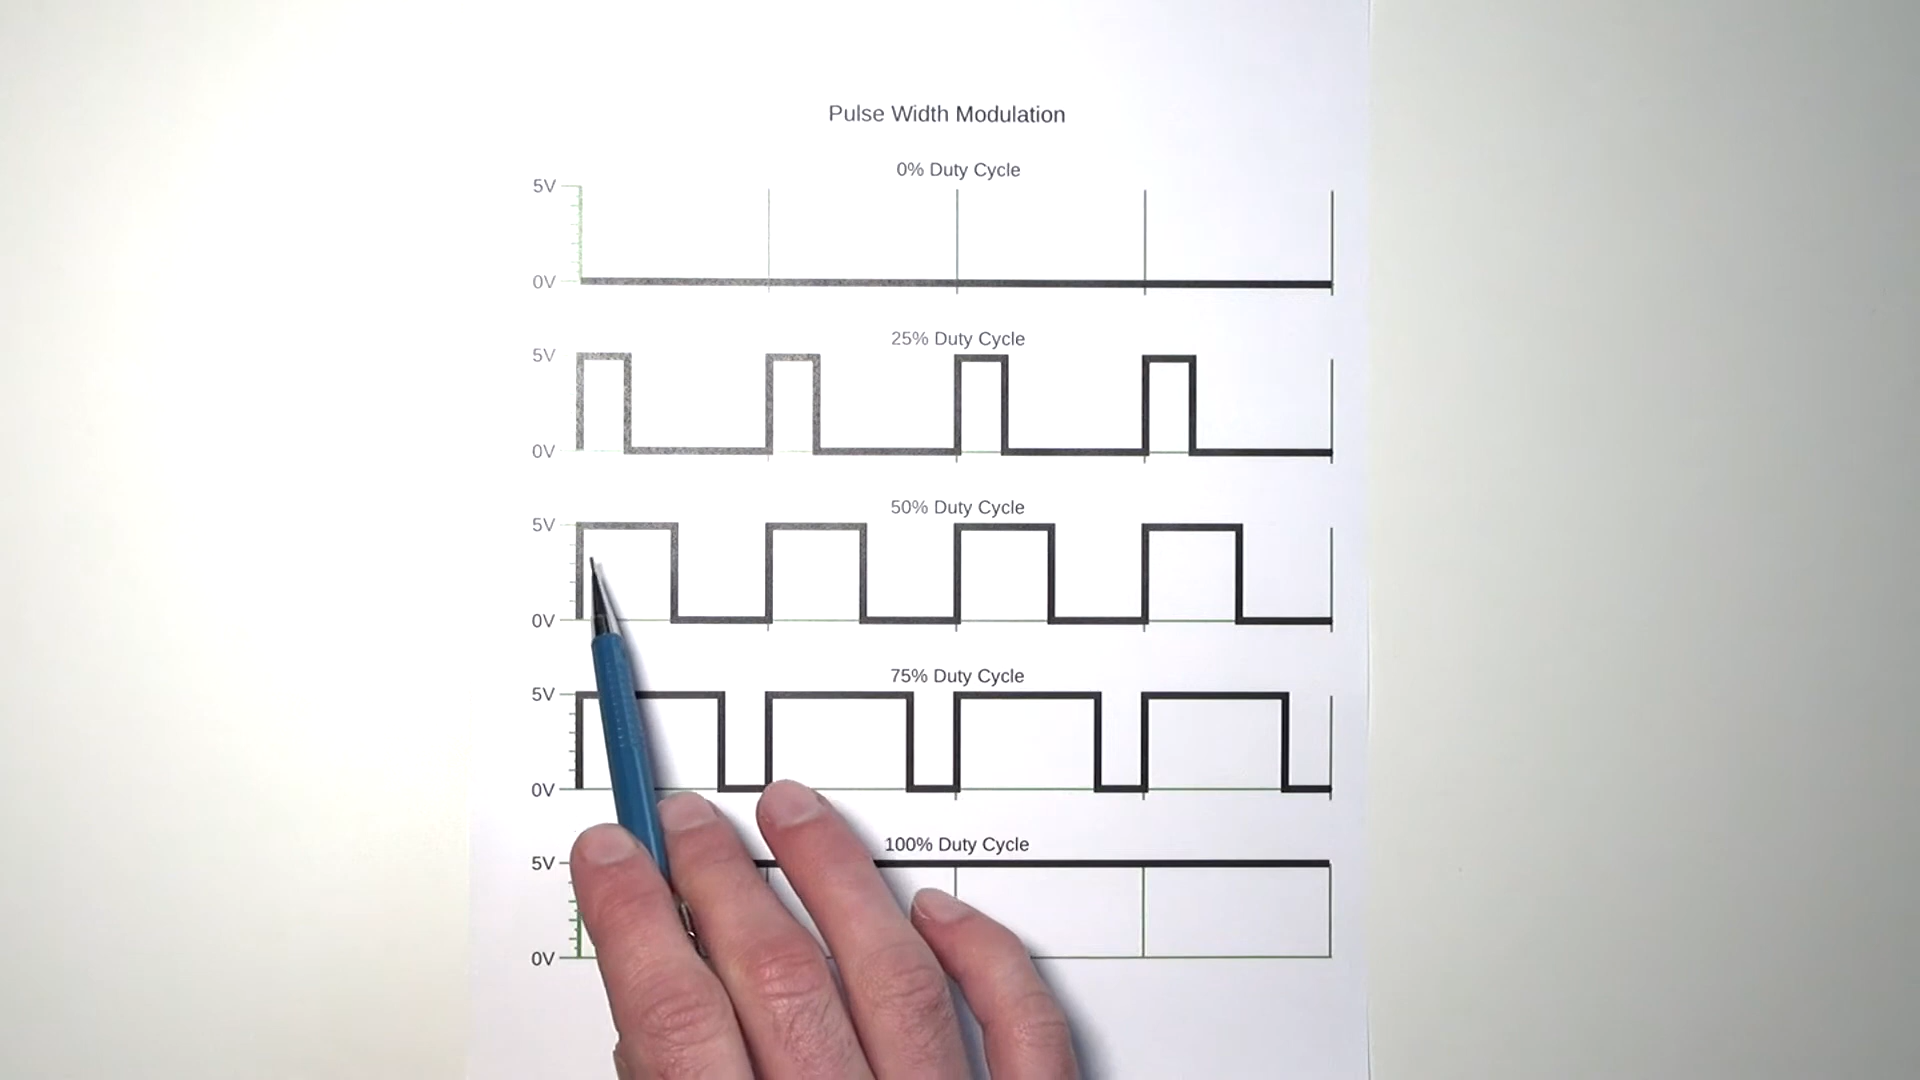 Pulse Width Modulation
0% Duty Cycle
5V
0V
25% Duty Cycle
5V
0V
50% Duty Cycle
5V
0V
75% Duty Cycle
5V
0V
100% Duty Cycle
5V
0V